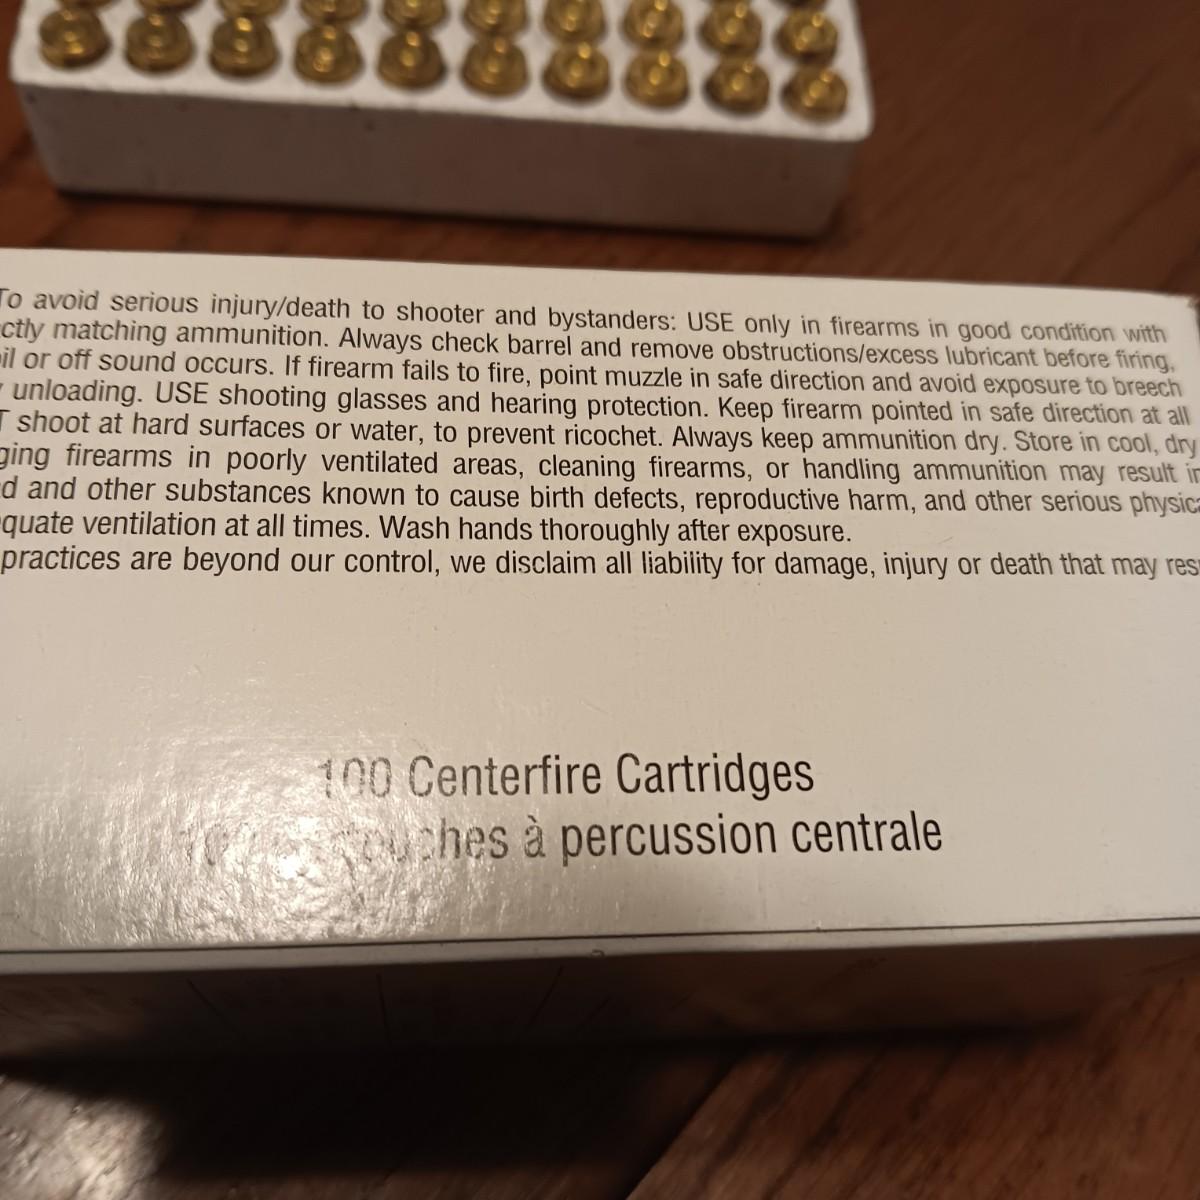 To avoid serious injury/death to shooter and bystanders: USE only in firearms in good condition with
ctly matching ammunition. Always check barrel and remove obstructions/excess lubricant before firing,
il or off sound occurs. If firearm fails to fire, point muzzle in safe direction and avoid exposure to breech
unloading. USE shooting glasses and hearing protection. Keep firearm pointed in safe direction at all
T shoot at hard surfaces or water, to prevent ricochet. Always keep ammunition dry. Store in cool, dry
ging firearms in poorly ventilated areas, cleaning firearms, or handling ammunition may result in
d and other substances known to cause birth defects, reproductive harm, and other serious physica
quate ventilation at all times. Wash hands thoroughly after exposure.
practices are beyond our control, we disclaim all liability for damage, injury or death that may res
100 Centerfire Cartridges
à percussion centrale